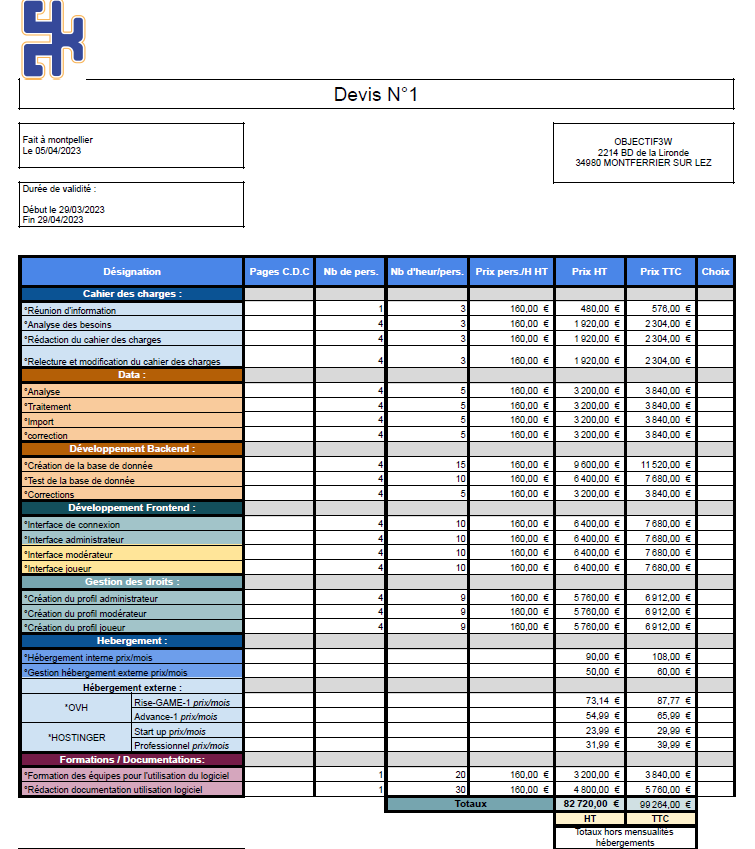 Devis N°1
Fait à montpellier
Le 05/04/2023
OBJECTIF3W
2214 BD de la Lironde
34980 MONTFERRIER SUR LEZ
Durée de validité :
Début le 29/03/2023
Fin 29/04/2023
Désignation Pages C.D.C Nb de pers. Nb d'heur/pers. Prix pers./H HT Prix HT Prix TTC Choix
Cahier des charges :
°Réunion d'information 1 3 160,00 € 480,00 € 576,00 €
°Analyse des besoins 4 3 160,00 € 1 920,00 € 2 304,00 €
°Rédaction du cahier des charges 4 3 160,00 € 1 920,00 € 2 304,00 €
°Relecture et modification du cahier des charges 4 3 160,00 € 1 920,00 € 2 304,00 €
Data :
°Analyse 4 5 160,00 € 3 200,00 € 3 840,00 €
°Traitement 4 5 160,00 € 3 200,00 € 3 840,00 €
°Import 4 5 160,00 € 3 200,00 € 3 840,00 €
°correction 4 5 160,00 € 3 200,00 € 3 840,00 €
Développement Backend :
°Création de la base de donnée 4 15 160,00 € 9 600,00 € 11 520,00 €
°Test de la base de donnée 4 10 160,00 € 6 400,00 € 7 680,00 €
°Corrections 4 5 160,00 € 3 200,00 € 3 840,00 €
Développement Frontend :
°Interface de connexion 4 10 160,00 € 6 400,00 € 7 680,00 €
°Interface administrateur 4 10 160,00 € 6 400,00 € 7 680,00 €
°Interface modérateur 4 10 160,00 € 6 400,00 € 7 680,00 €
°Interface joueur 4 10 160,00 € 6 400,00 € 7 680,00 €
Gestion des droits :
°Création du profil administrateur 4 9 160,00 € 5 760,00 € 6 912,00 €
°Création du profil modérateur 4 9 160,00 € 5 760,00 € 6 912,00 €
°Création du profil joueur 4 9 160,00 € 5 760,00 € 6 912,00 €
Hebergement :
°Hébergement interne prix/mois 90,00 € 108,00 €
°Gestion hébergement externe prix/mois 50,00 € 60,00 €
Hébergement externe :
°OVH Rise-GAME-1 prix/mois 73,14 € 87,77 €
Advance-1 prix/mois 54,99 € 65,99 €
°HOSTINGER Start up prix/mois 23,99 € 29,99 €
Professionnel prix/mois 31,99 € 39,99 €
Formations / Documentations:
°Formation des équipes pour l'utilisation du logiciel 1 20 160,00 € 3 200,00 € 3 840,00 €
°Rédaction documentation utilisation logiciel 1 30 160,00 € 4 800,00 € 5 760,00 €
Totaux 82 720,00 € 99 264,00 €
HT TTC
Totaux hors mensualités
hébergements